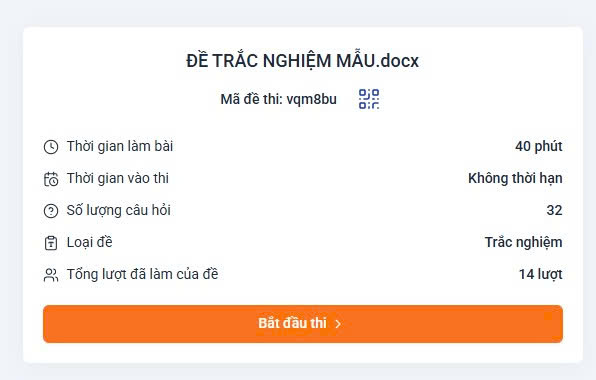 ĐỀ TRẮC NGHIỆM MẪU.docx
Mã đề thi: vqm8bu
Thời gian làm bài 40 phút
Thời gian vào thi Không thời hạn
Số lượng câu hỏi 32
Loại đề Trắc nghiệm
Tổng lượt đã làm của đề 14 lượt
Bắt đầu thi